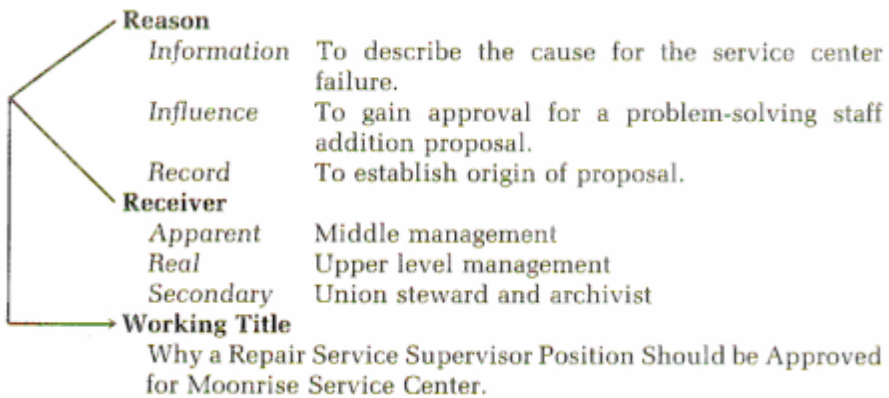 Reason
Information To describe the cause for the service center
failure.
Influence To gain approval for a problem-solving staff
addition proposal.
Record To establish origin of proposal.
Receiver
Apparent Middle management
Real Upper level management
Secondary Union steward and archivist
Working Title
Why a Repair Service Supervisor Position Should be Approved
for Moonrise Service Center.